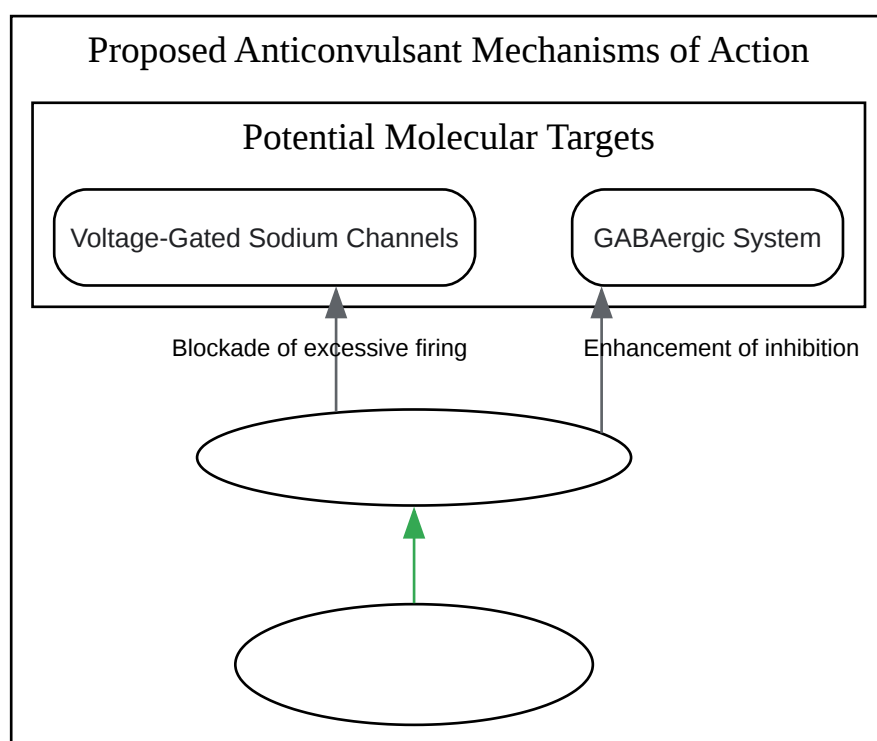 Proposed Anticonvulsant Mechanisms of Action
Potential Molecular Targets
Voltage-Gated Sodium Channels
GABAergic System
Blockade of excessive firing
Enhancement of inhibition